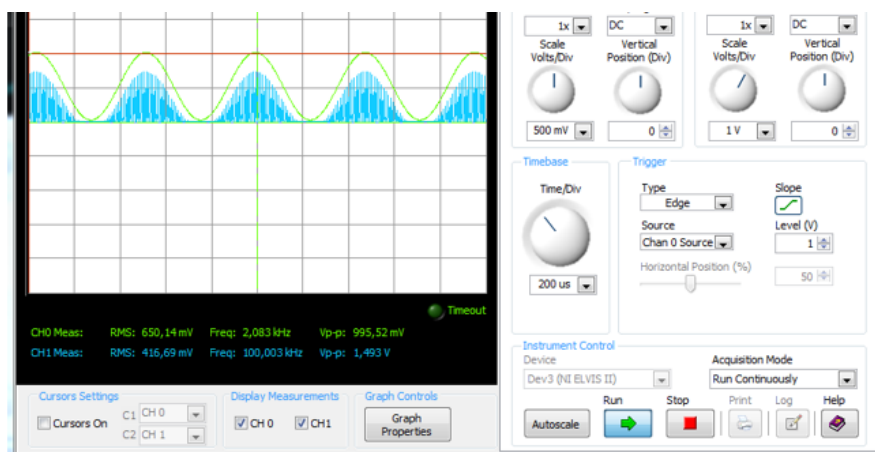 1x DC 1x DC
Scale Vertical Scale Vertical
Volts/Div Position (Div) Volts/Div Position (Div)
500 mV 0 1 V 0
Timebase Trigger
Time/Div Type Slope
Edge
Source Level (V)
Chan 0 Source 1
Horizontal Position (%)
200 us 50
Timeout
CH0 Meas: RMS: 650,14 mV Freq: 2,083 kHz Vp-p: 995,52 mV
CH1 Meas: RMS: 416,69 mV Freq: 100,003 kHz Vp-p: 1,493 V
Instrument Control
Device Acquisition Mode
Dev3 (NI ELVIS II) Run Continuously
Cursors Settings Display Measurements Graph Controls
Run Stop Print Log Help
Cursors On C1 CH 0 CH 0 CH1 Graph
Properties
C2 CH 1
Autoscale